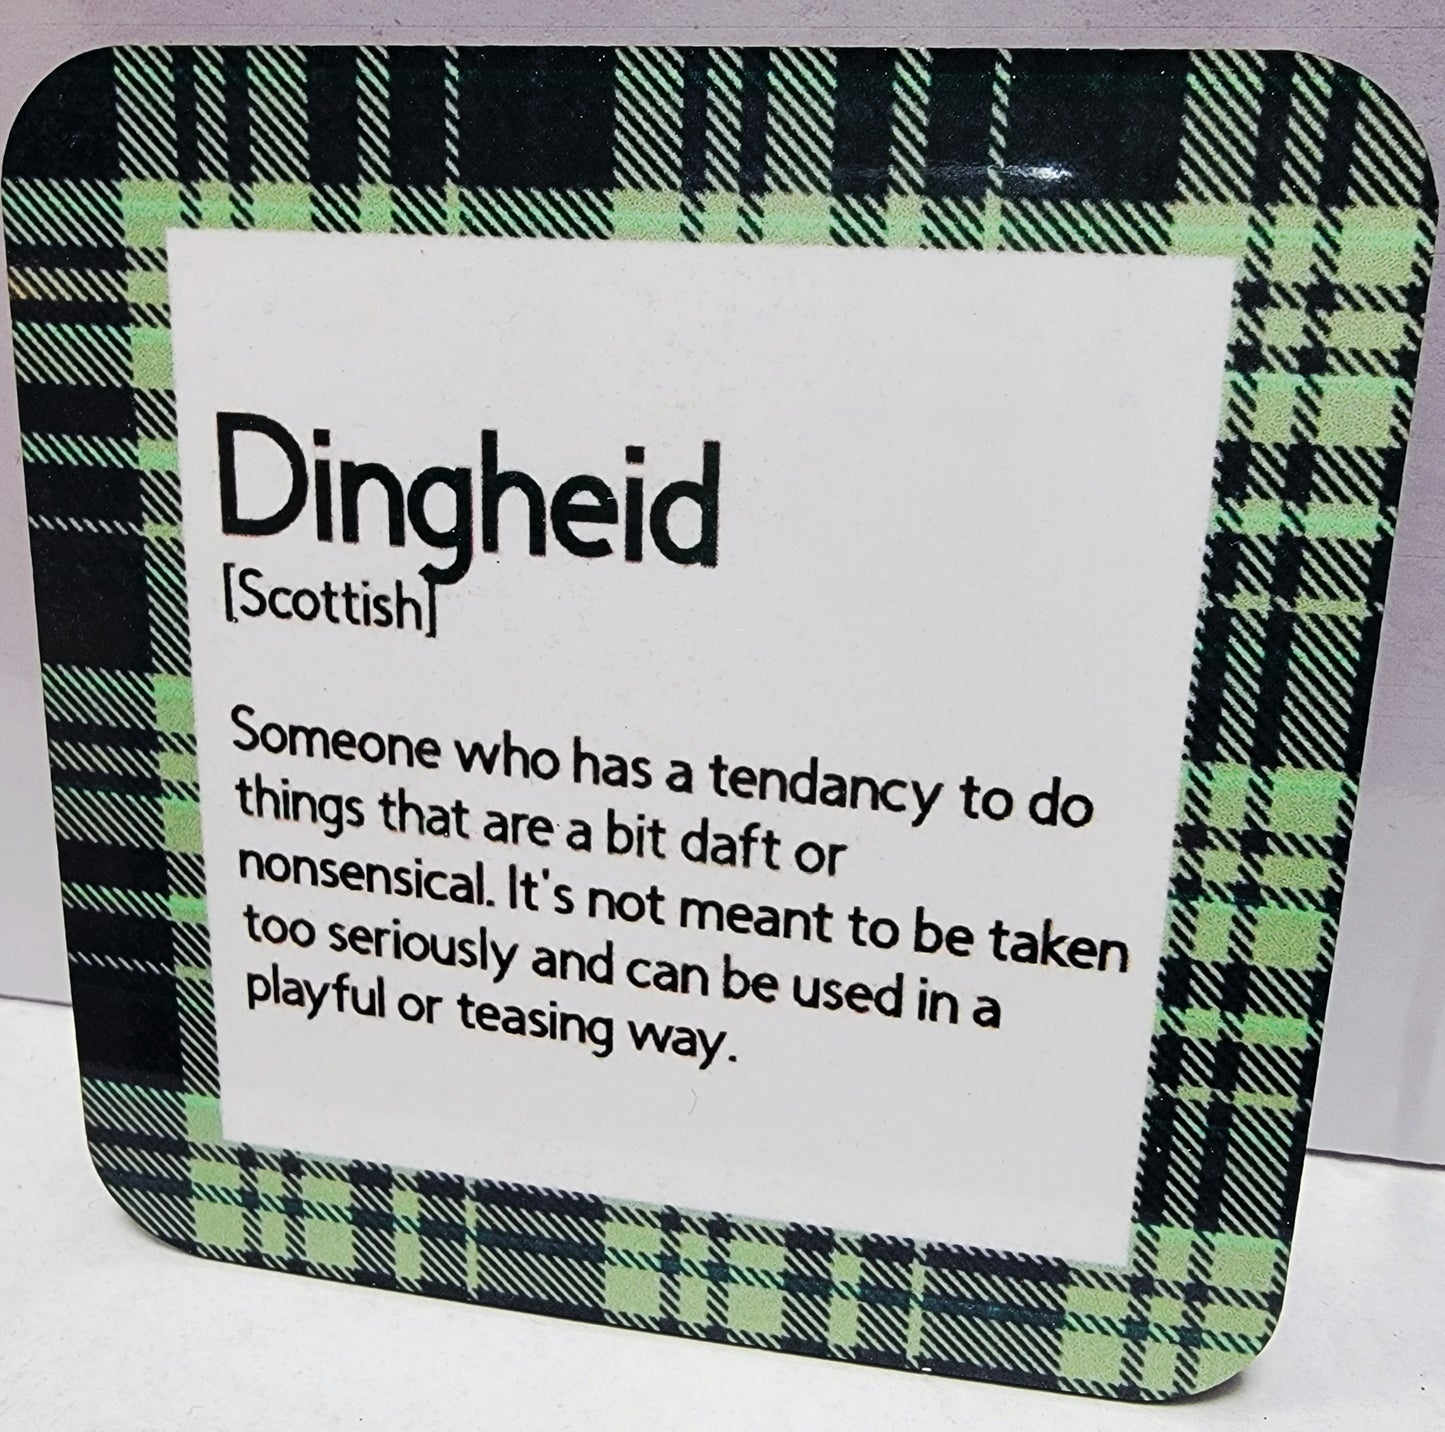 Dingheid
[Scottish]
Someone who has a tendancy to do
things that are a bit daft or
nonsensical. It's not meant to be taken
too seriously and can be used in a
playful or teasing way.